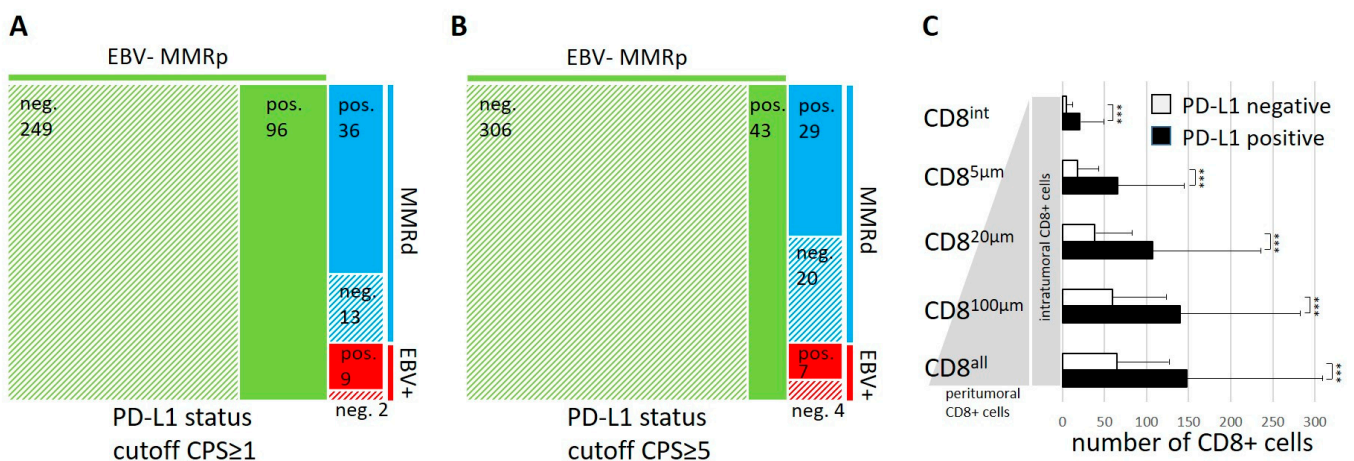 A
EBV- MMRp
neg.
249
pos.
96
pos.
36
neg.
13
pos.
9
neg. 2
MMRd
EBV+
PD-L1 status
cutoff CPS≥1
B
EBV- MMRp
neg.
306
pos.
43
pos.
29
neg.
20
pos.
7
neg. 4
MMRd
EBV+
PD-L1 status
cutoff CPS≥5
C
PD-L1 negative
PD-L1 positive
CD8int
***
CD85µm
***
CD820µm
***
CD8100µm
***
CD8all
***
intratumoral CD8+ cells
peritumoral
CD8+ cells
0 50 100 150 200 250 300
number of CD8+ cells